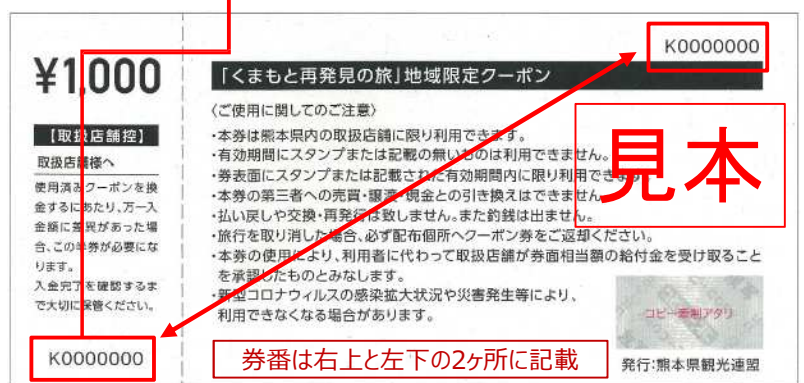 ¥1,000
【取扱店舗控】
取扱店舗様へ
使用済みクーポンを換
金するにあたり、万一入
金額に差異があった場
合、この半券が必要にな
ります。
入金完了を確認するま
で大切に保管ください。
K0000000
K0000000
「くまもと再発見の旅」地域限定クーポン
〈ご使用に関してのご注意〉
・本券は熊本県内の取扱店舗に限り利用できます。
・有効期間にスタンプまたは記載の無いものは利用できません。
・券表面にスタンプまたは記載された有効期間内に限り利用できます。
・本券の第三者への売買・譲渡・現金との引き換えはできません。
・払い戻しや交換・再発行は致しません。また釣銭は出ません。
・旅行を取り消した場合、必ず配布個所へクーポン券をご返却ください。
・本券の使用により、利用者に代わって取扱店舗が券面相当額の給付金を受け取ること
を承諾したものとみなします。
・新型コロナウィルスの感染拡大状況や災害発生等により、
利用できなくなる場合があります。
見本
コピー牽制アタリ
券番は右上と左下の2ヶ所に記載
発行:熊本県観光連盟